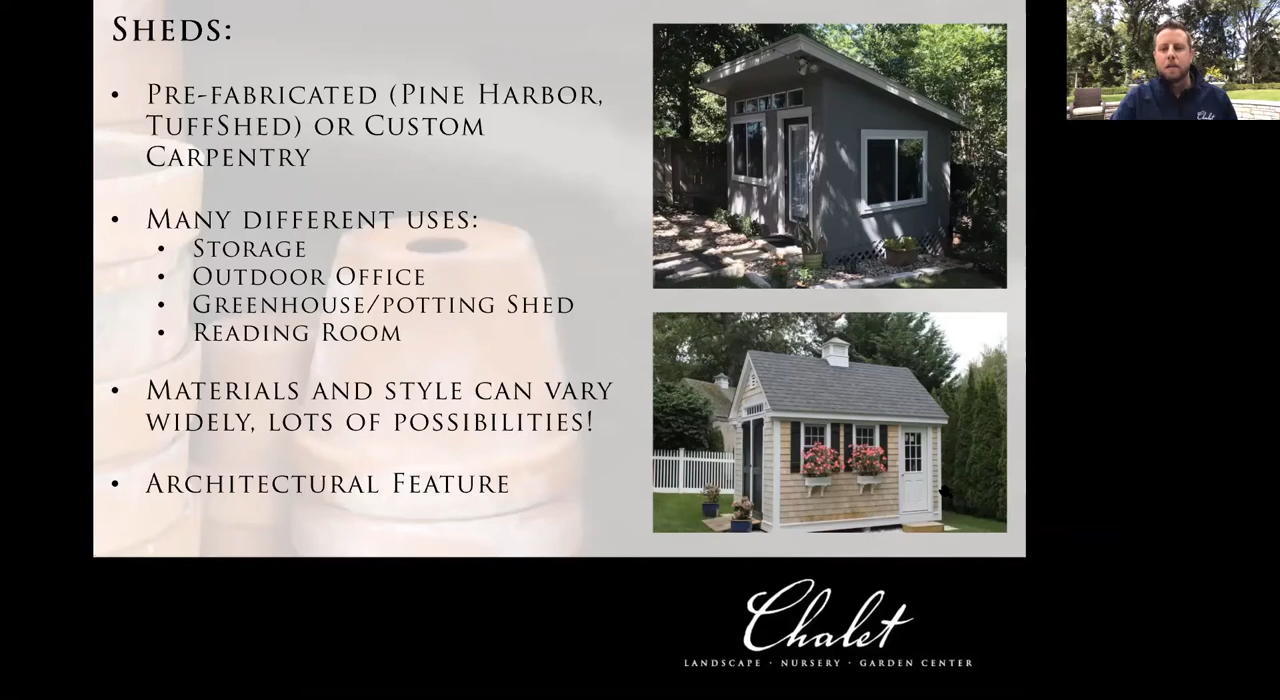 Sheds:
• Pre-fabricated (Pine Harbor,
TuffShed) or Custom
Carpentry
• Many different uses:
• Storage
• Outdoor Office
• Greenhouse/potting Shed
• Reading Room
• Materials and style can vary
widely, lots of possibilities!
• Architectural Feature
Chalet
Chalet
LANDSCAPE · NURSERY · GARDEN CENTER